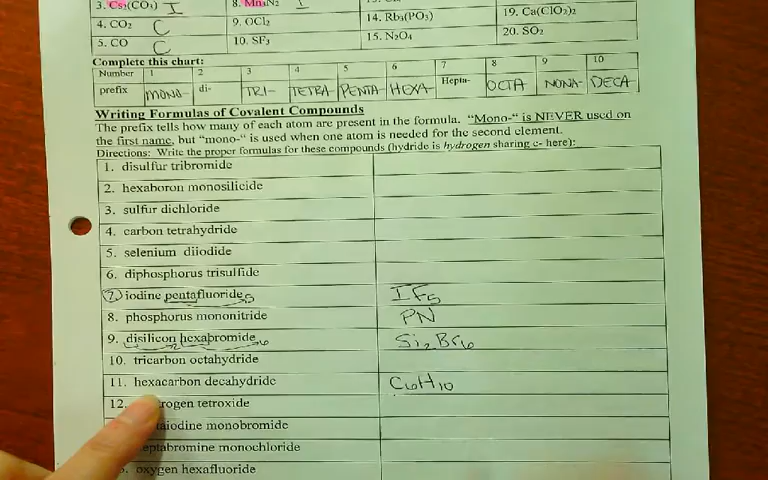 3. Cs₂(CO₃) I 8. Mn₃N₂ I
4. CO₂ C 9. OCl₂ 14. Rb₃(PO₃) 19. Ca(ClO₂)₂
5. CO C 10. SF₃ 15. N₂O₄ 20. SO₂
Complete this chart:
Number 1 2 3 4 5 6 7 8 9 10
prefix MONO- di- TRI- TETRA- PENTA- HEXA- Hepta- OCTA NONA- DECA-
Writing Formulas of Covalent Compounds
The prefix tells how many of each atom are present in the formula. "Mono-" is NEVER used on
the first name, but "mono-" is used when one atom is needed for the second element.
Directions: Write the proper formulas for these compounds (hydride is hydrogen sharing e- here):
1. disulfur tribromide
2. hexaboron monosilicide
3. sulfur dichloride
4. carbon tetrahydride
5. selenium diiodide
6. diphosphorus trisulfide
7. iodine pentafluoride 5 IF₅
8. phosphorus mononitride PN
9. disilicon hexabromide 2 6 Si₂Br₆
10. tricarbon octahydride
11. hexacarbon decahydride C₆H₁₀
12. trogen tetroxide
aiodine monobromide
eptabromine monochloride
oxygen hexafluoride